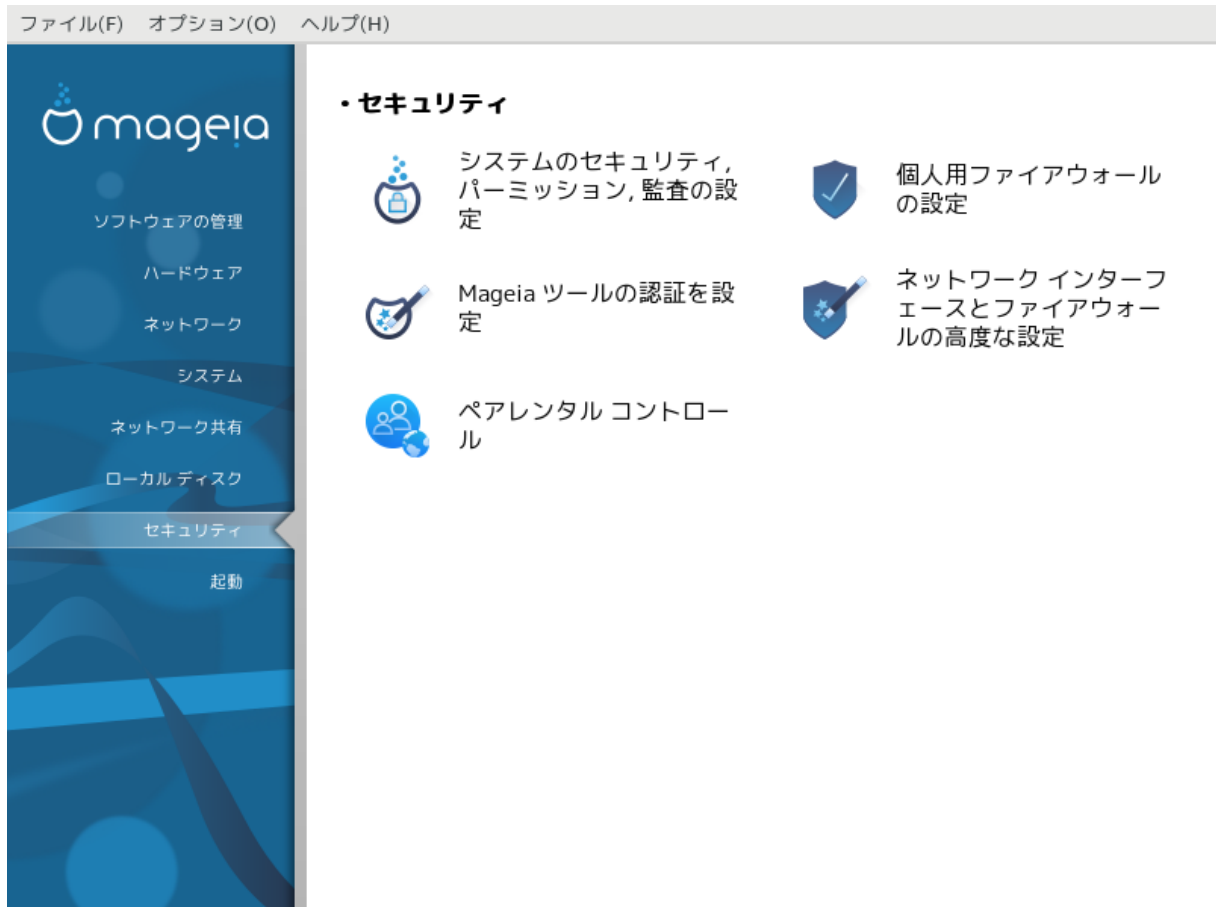 ファイル(F) オプション(O) ヘルプ(H)
mageia
ソフトウェアの管理
ハードウェア
ネットワーク
システム
ネットワーク共有
ローカル ディスク
セキュリティ
起動
・セキュリティ
システムのセキュリティ,
パーミッション, 監査の設
定
個人用ファイアウォール
の設定
Mageia ツールの認証を設
定
ネットワーク インターフ
ェースとファイアウォー
ルの高度な設定
ペアレンタル コントロー
ル